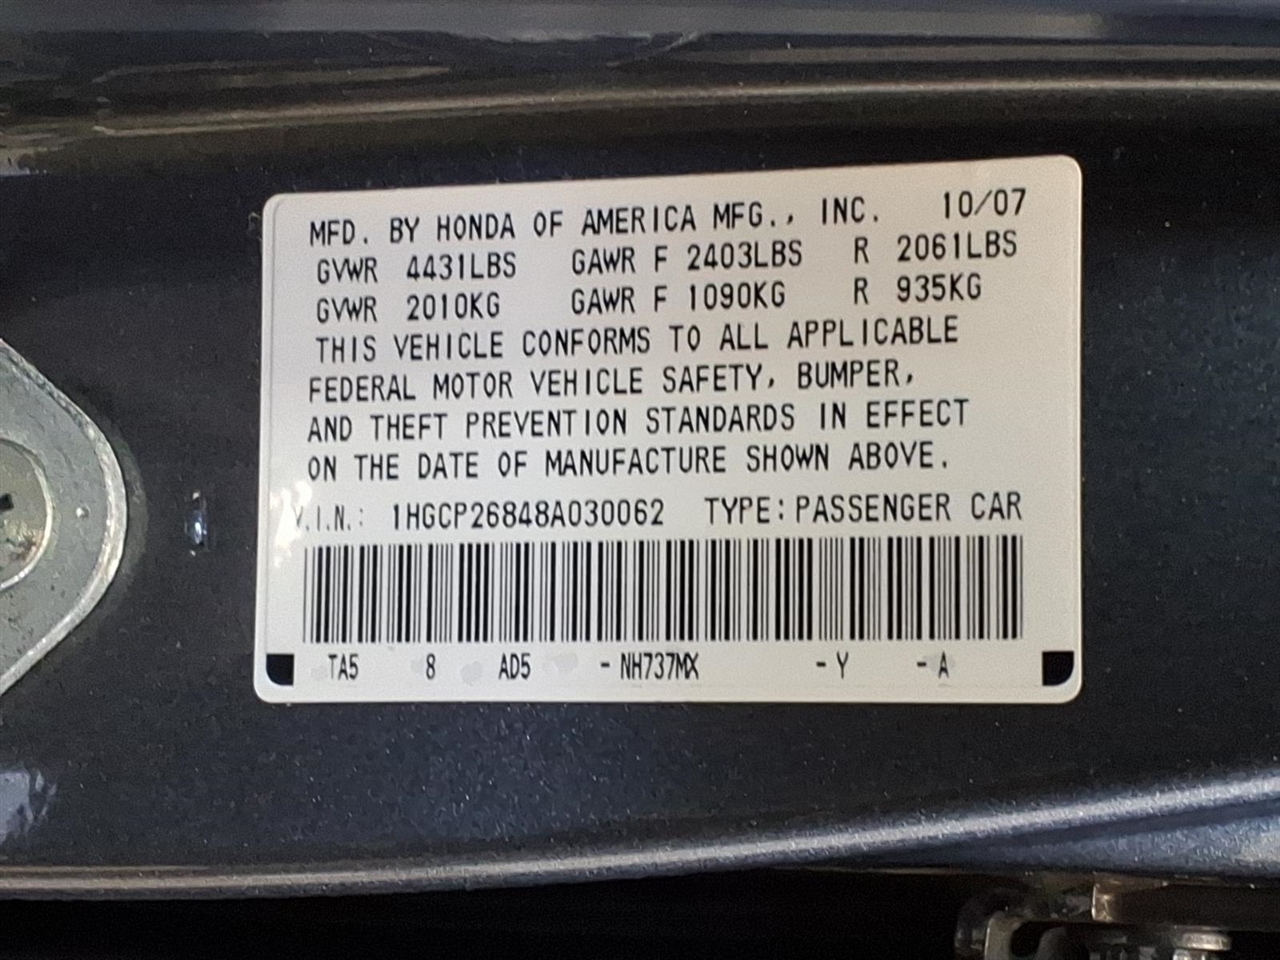 MFD. BY HONDA OF AMERICA MFG., INC. 10/07
GVWR 4431LBS GAWR F 2403LBS R 2061LBS
GVWR 2010KG GAWR F 1090KG R 935KG
THIS VEHICLE CONFORMS TO ALL APPLICABLE
FEDERAL MOTOR VEHICLE SAFETY, BUMPER,
AND THEFT PREVENTION STANDARDS IN EFFECT
ON THE DATE OF MANUFACTURE SHOWN ABOVE.
V.I.N.: 1HGCP26848A030062 TYPE: PASSENGER CAR
TA5 8 AD5 - NH737MX - Y - A